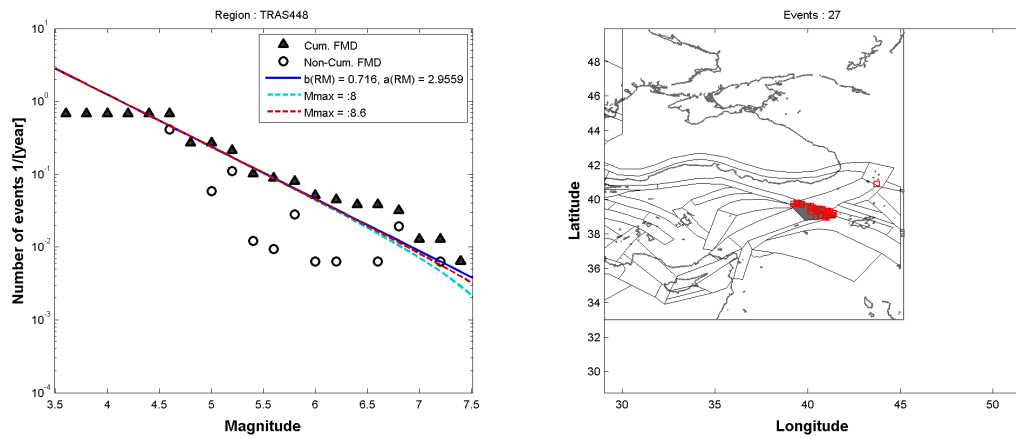 Region : TRAS448
Number of events 1/[year]
10^1
10^0
10^-1
10^-2
10^-3
10^-4
3.5 4 4.5 5 5.5 6 6.5 7 7.5
Magnitude
Cum. FMD
Non-Cum. FMD
b(RM) = 0.716, a(RM) = 2.9559
Mmax = :8
Mmax = :8.6
Events : 27
Latitude
48
46
44
42
40
38
36
34
32
30
30 35 40 45 50
Longitude